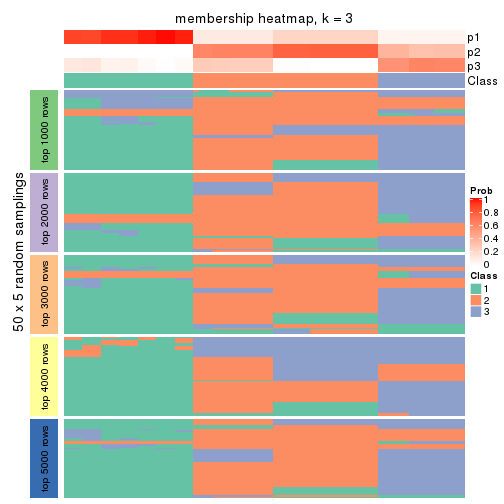 membership heatmap, k = 3
p1
p2
p3
Class
50 x 5 random samplings
top 1000 rows
top 2000 rows
top 3000 rows
top 4000 rows
top 5000 rows
Prob
1
0.8
0.6
0.4
0.2
0
Class
1
2
3